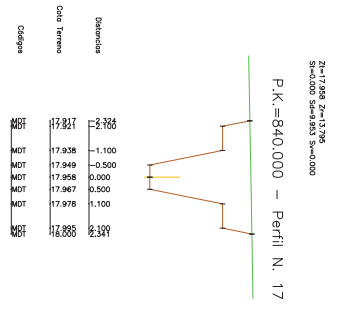 Zt=17.958 Zr=13.795
St=0.000 Sd=9.953 Sv=0.000
P.K.=840.000 - Perfil N. 17
Distancias
-2.324
-2.100
-1.100
-0.500
0.000
0.500
1.100
2.100
2.341
Cota Terreno
17.917
17.921
17.938
17.949
17.958
17.967
17.978
17.995
18.000
Códigos
MDT
MDT
MDT
MDT
MDT
MDT
MDT
MDT
MDT